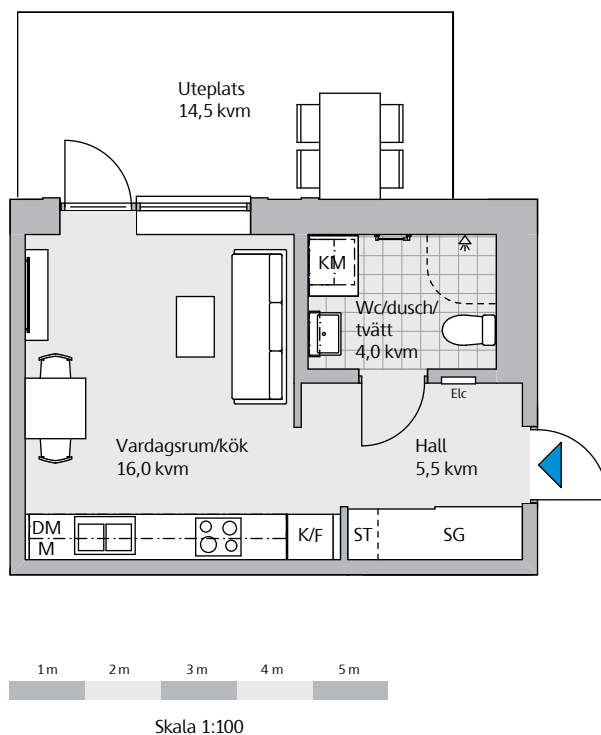 Uteplats
14,5 kvm
KM
Wc/dusch/
tvätt
4,0 kvm
Elc
Vardagsrum/kök
16,0 kvm
Hall
5,5 kvm
DM
M
K/F
ST
SG
1 m
2 m
3 m
4 m
5 m
Skala 1:100